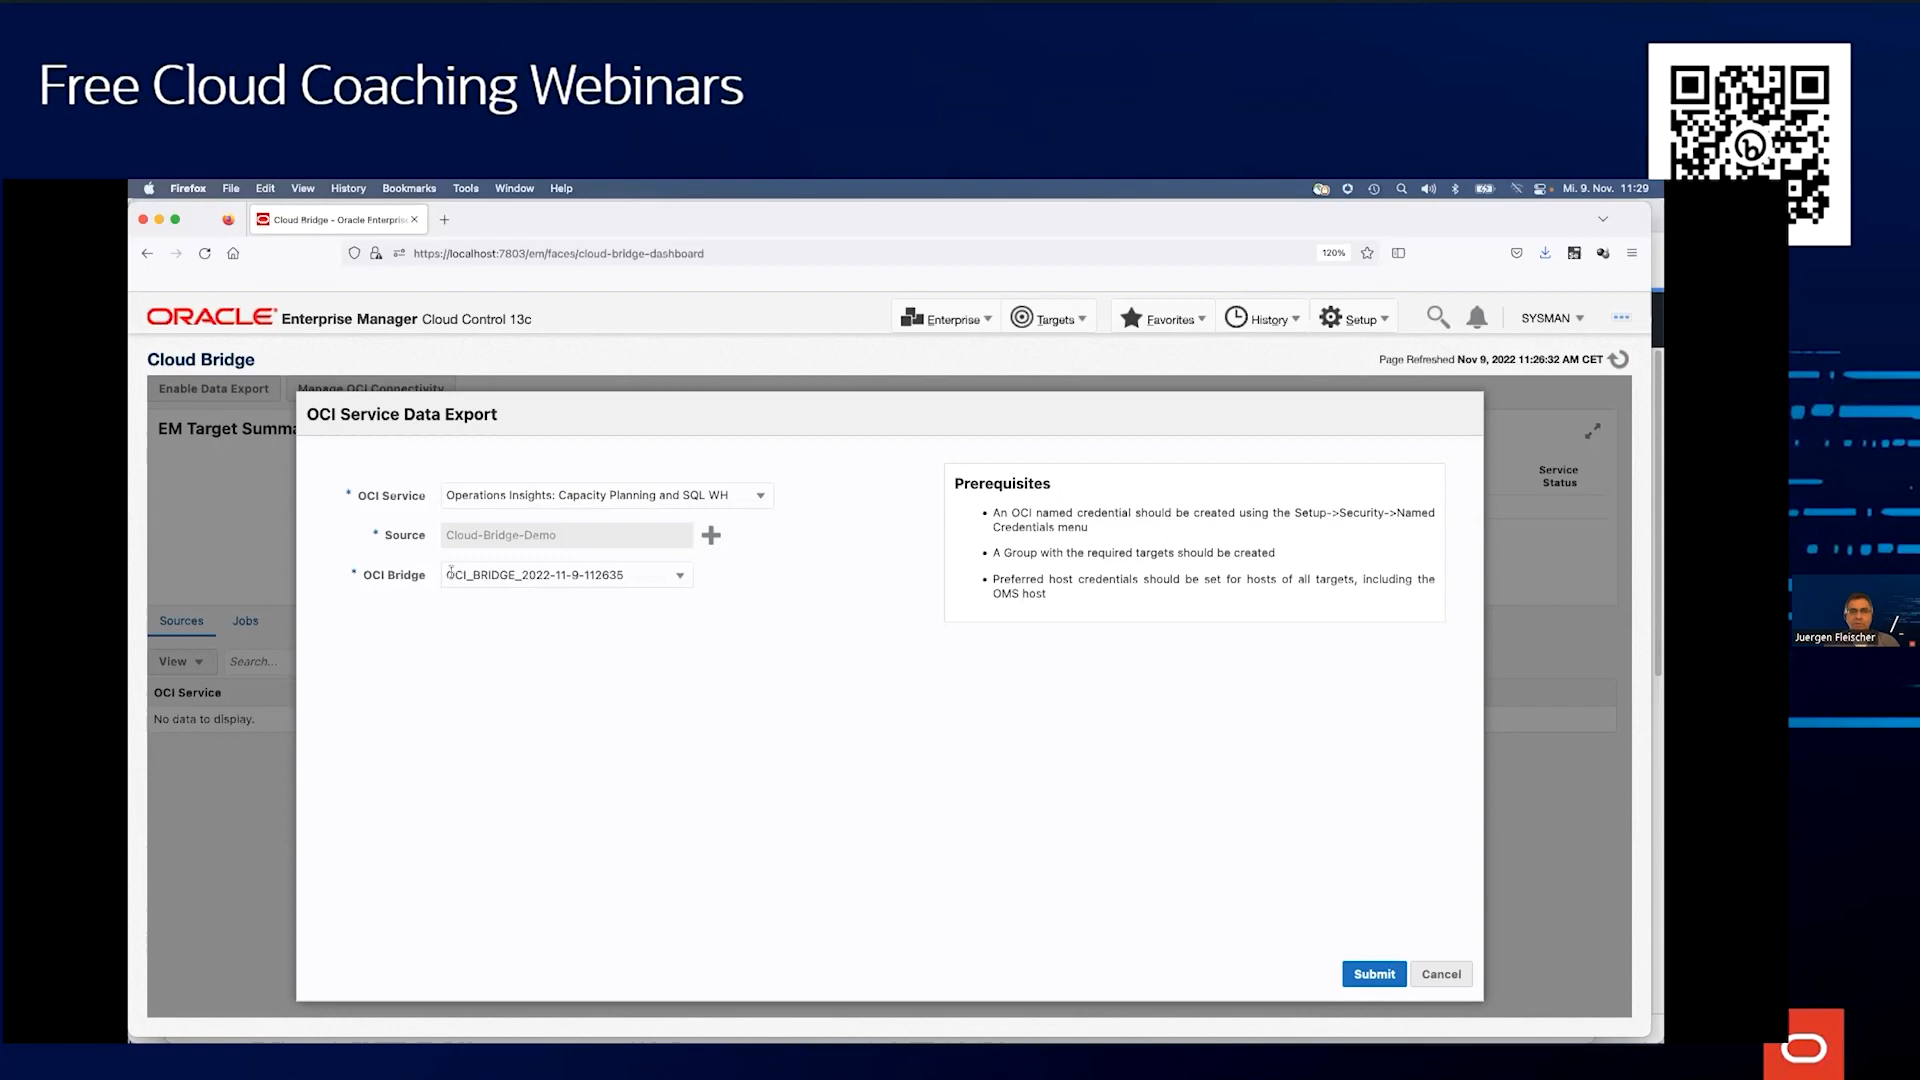 Free Cloud Coaching Webinars
Firefox File Edit View History Bookmarks Tools Window Help
Mi. 9. Nov. 11:29
Cloud Bridge - Oracle Enterpris
https://localhost:7803/em/faces/cloud-bridge-dashboard
120%
ORACLE Enterprise Manager Cloud Control 13c
Enterprise Targets Favorites History Setup SYSMAN
Cloud Bridge
Page Refreshed Nov 9, 2022 11:26:32 AM CET
Enable Data Export Manage OCI Connectivity
OCI Service Data Export
EM Target Summa
Service
Status
* OCI Service Operations Insights: Capacity Planning and SQL WH
* Source Cloud-Bridge-Demo
* OCI Bridge OCI_BRIDGE_2022-11-9-112635
Prerequisites
• An OCI named credential should be created using the Setup->Security->Named
Credentials menu
• A Group with the required targets should be created
• Preferred host credentials should be set for hosts of all targets, including the
OMS host
Sources Jobs
View Search...
OCI Service
No data to display.
Juergen Fleischer
Submit Cancel